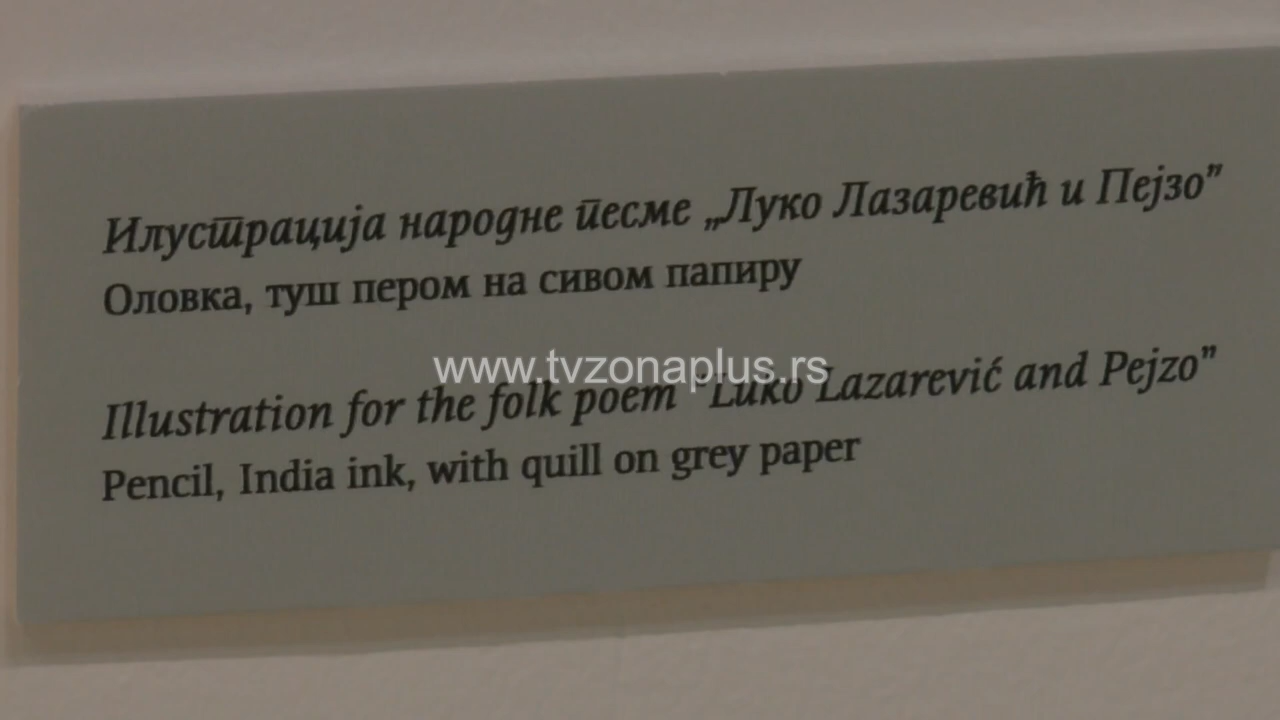 Илустрација народне песме „Луко Лазаревић и Пејзо”
Оловка, туш пером на сивом папиру
www.tvzonaplus.rs
Illustration for the folk poem "Luko Lazarević and Pejzo”
Pencil, India ink, with quill on grey paper